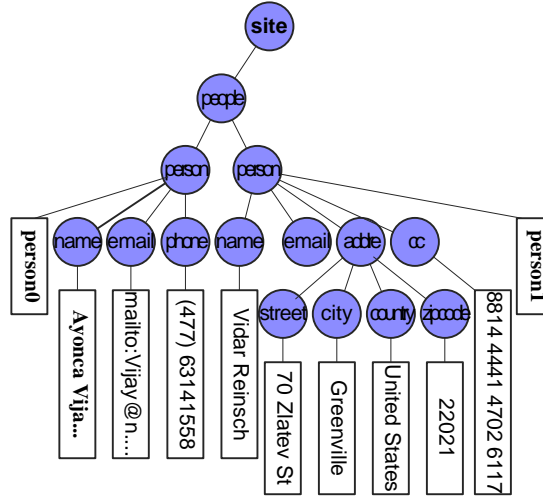 site
people
person person
person0 name email phone name email addre cc person1
street city country zipcode
Ayonca Vija...
mailto:Vijay@n....
(477) 63141558
Vidar Reinsch
70 Zlatev St
Greenville
United States
22021
8814 4441 4702 6117